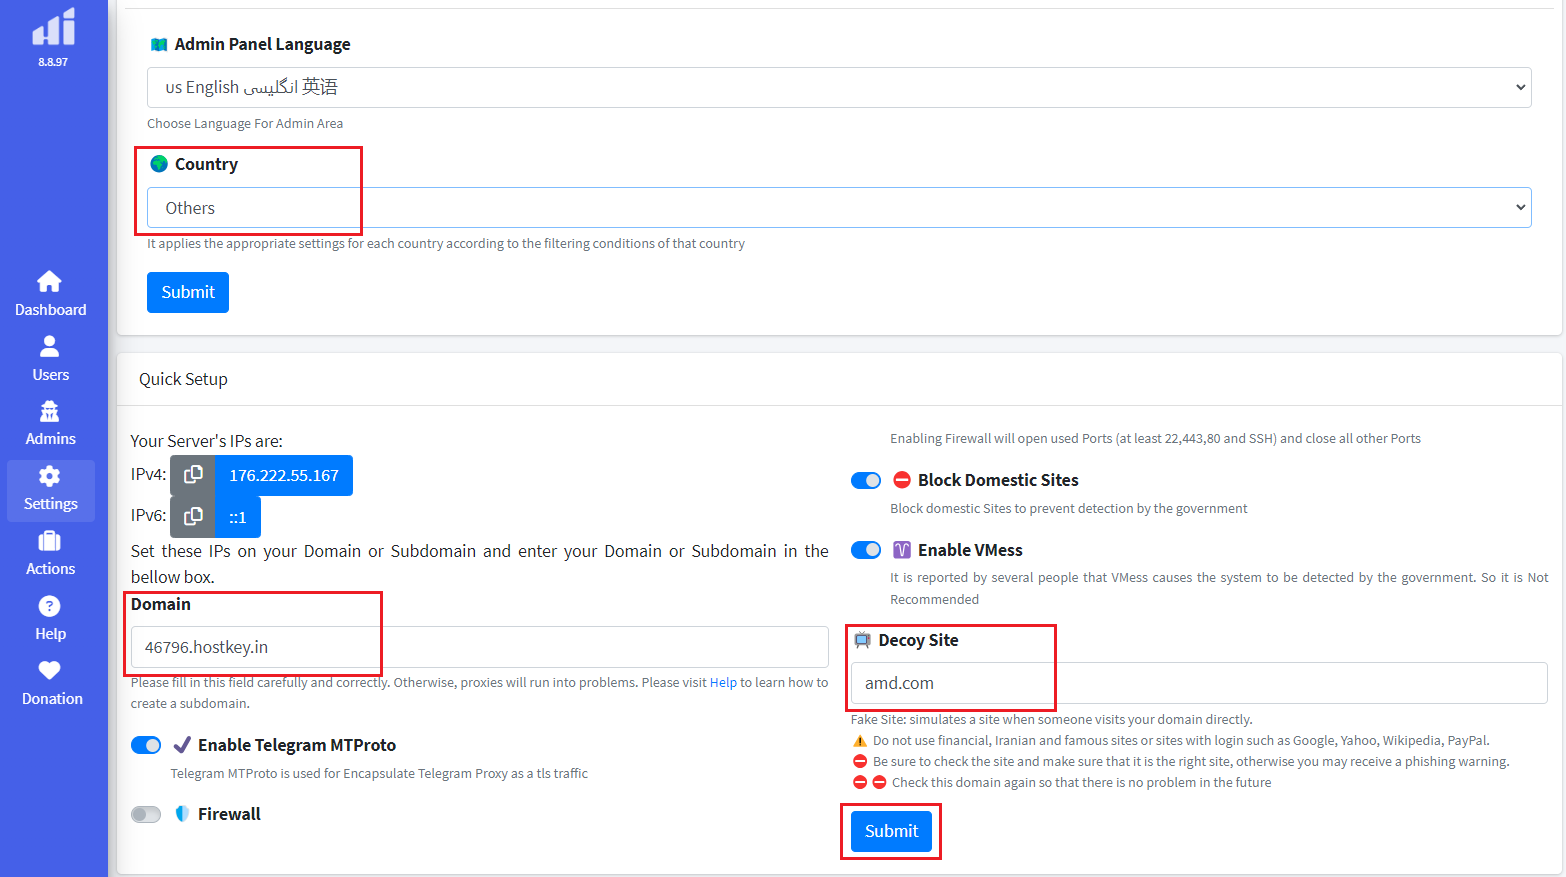 8.8.97
Dashboard
Users
Admins
Settings
Actions
Help
Donation
Admin Panel Language
us English انگلیسی 英语
Choose Language For Admin Area
Country
Others
It applies the appropriate settings for each country according to the filtering conditions of that country
Submit
Quick Setup
Your Server's IPs are:
IPv4: 176.222.55.167
IPv6: ::1
Set these IPs on your Domain or Subdomain and enter your Domain or Subdomain in the
bellow box.
Domain
46796.hostkey.in
Please fill in this field carefully and correctly. Otherwise, proxies will run into problems. Please visit Help to learn how to
create a subdomain.
Enable Telegram MTProto
Telegram MTProto is used for Encapsulate Telegram Proxy as a tls traffic
Firewall
Enabling Firewall will open used Ports (at least 22,443,80 and SSH) and close all other Ports
Block Domestic Sites
Block domestic Sites to prevent detection by the government
Enable VMess
It is reported by several people that VMess causes the system to be detected by the government. So it is Not
Recommended
Decoy Site
amd.com
Fake Site: simulates a site when someone visits your domain directly.
Do not use financial, Iranian and famous sites or sites with login such as Google, Yahoo, Wikipedia, PayPal.
Be sure to check the site and make sure that it is the right site, otherwise you may receive a phishing warning.
Check this domain again so that there is no problem in the future
Submit